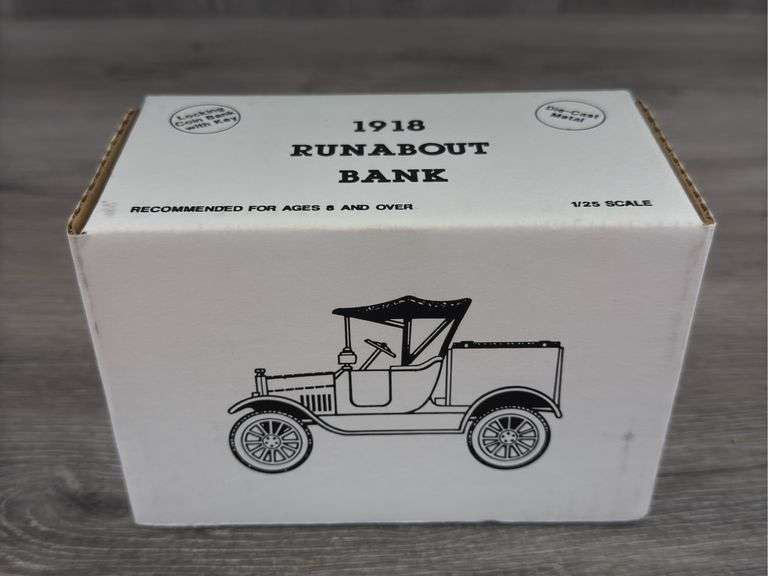 Locking
Coin Bank
with Key
1918
RUNABOUT
BANK
Die-Cast
Metal
RECOMMENDED FOR AGES 8 AND OVER
1/25 SCALE